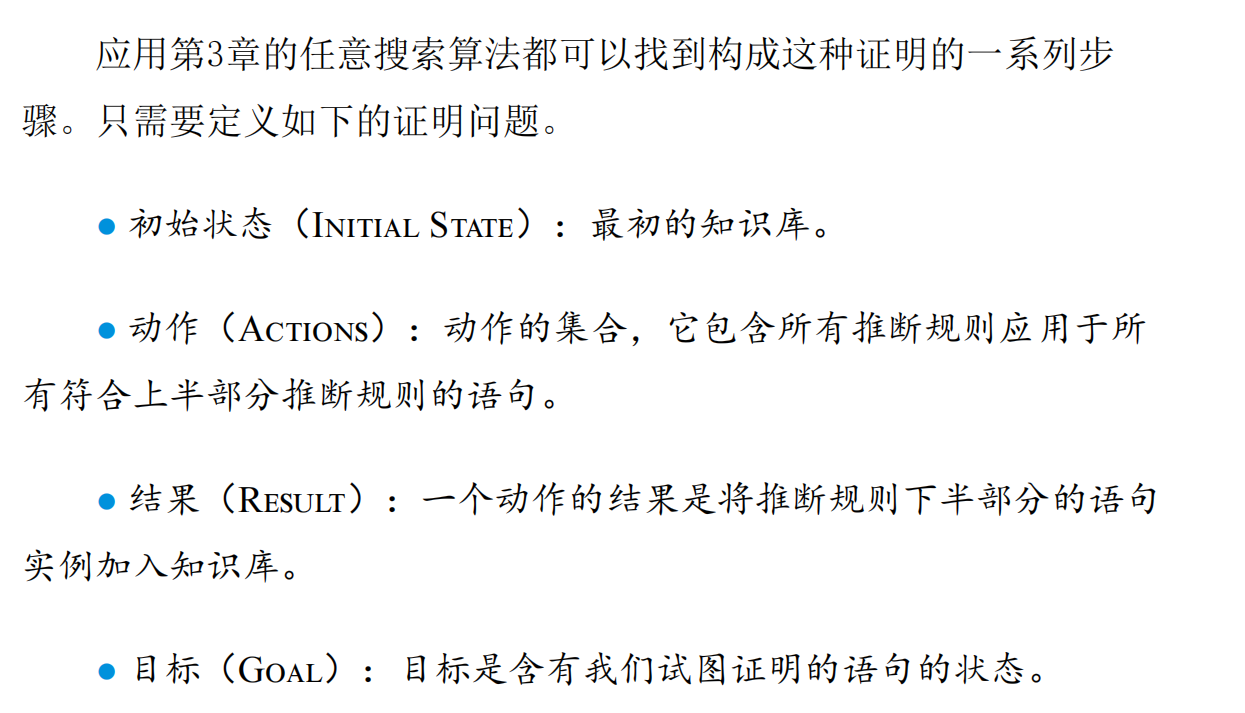 应用第3章的任意搜索算法都可以找到构成这种证明的一系列步
骤。只需要定义如下的证明问题。
● 初始状态（INITIAL STATE）：最初的知识库。
● 动作（ACTIONS）：动作的集合，它包含所有推断规则应用于所
有符合上半部分推断规则的语句。
● 结果（RESULT）：一个动作的结果是将推断规则下半部分的语句
实例加入知识库。
● 目标（GOAL）：目标是含有我们试图证明的语句的状态。